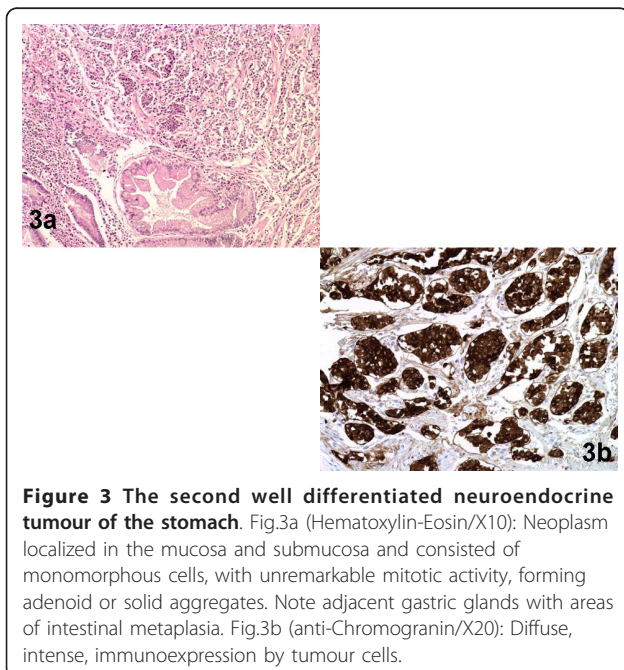 3a
3b
Figure 3 The second well differentiated neuroendocrine
tumour of the stomach. Fig.3a (Hematoxylin-Eosin/X10): Neoplasm
localized in the mucosa and submucosa and consisted of
monomorphous cells, with unremarkable mitotic activity, forming
adenoid or solid aggregates. Note adjacent gastric glands with areas
of intestinal metaplasia. Fig.3b (anti-Chromogranin/X20): Diffuse,
intense, immunoexpression by tumour cells.